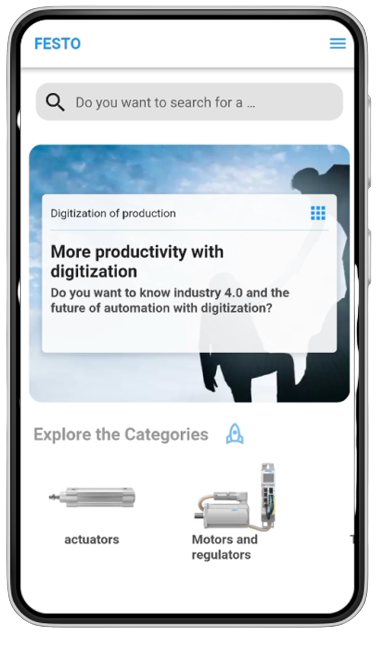 FESTO
Do you want to search for a ...
Digitization of production
More productivity with
digitization
Do you want to know industry 4.0 and the
future of automation with digitization?
Explore the Categories
actuators
Motors and
regulators